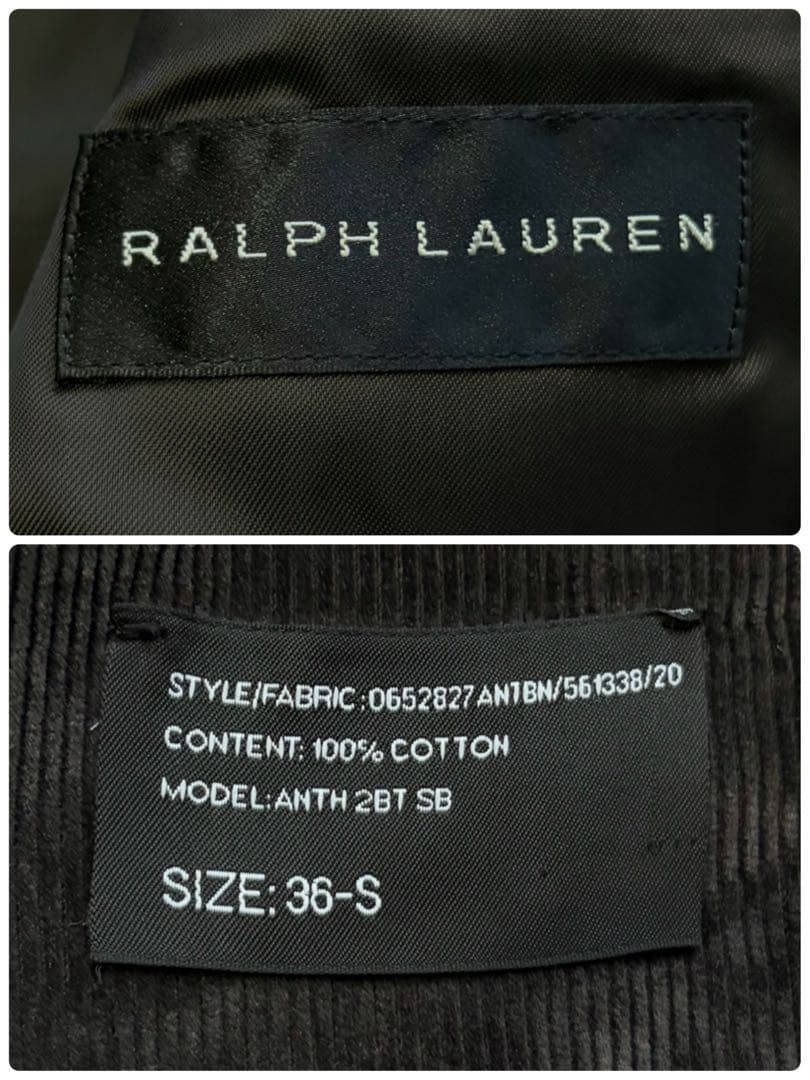 RALPH LAUREN
STYLE/FABRIC:0652827ANTBN/561338/20
CONTENT: 100% COTTON
MODEL:ANTH 2BT SB
SIZE: 36-S